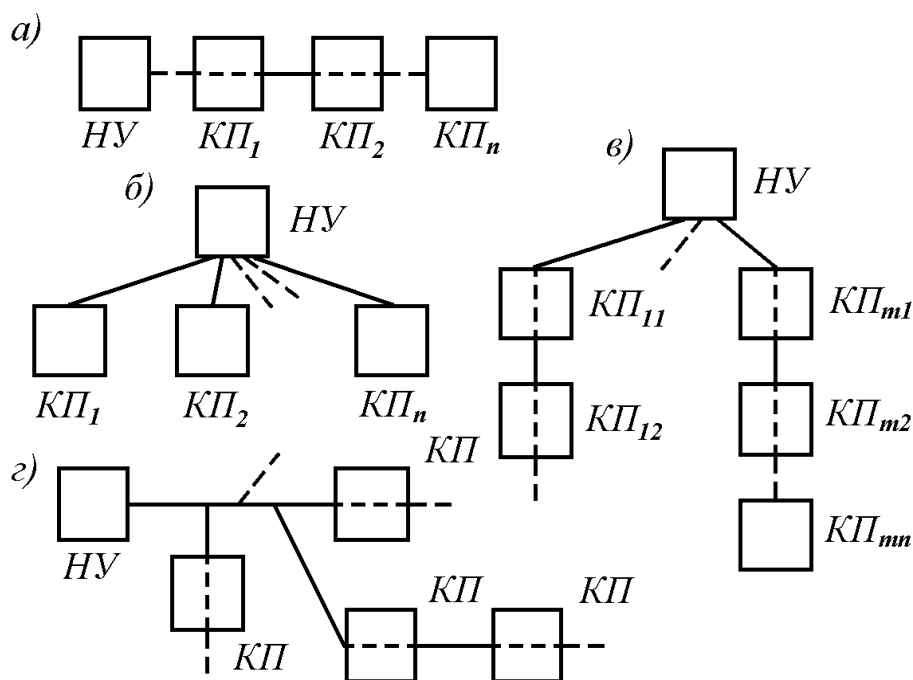 а)
НУ КП1 КП2 КПn
б)
НУ
КП1 КП2 КПn
в)
НУ
КП11 КПm1
КП12 КПm2
КПmn
г)
КП
НУ
КП КП
КП